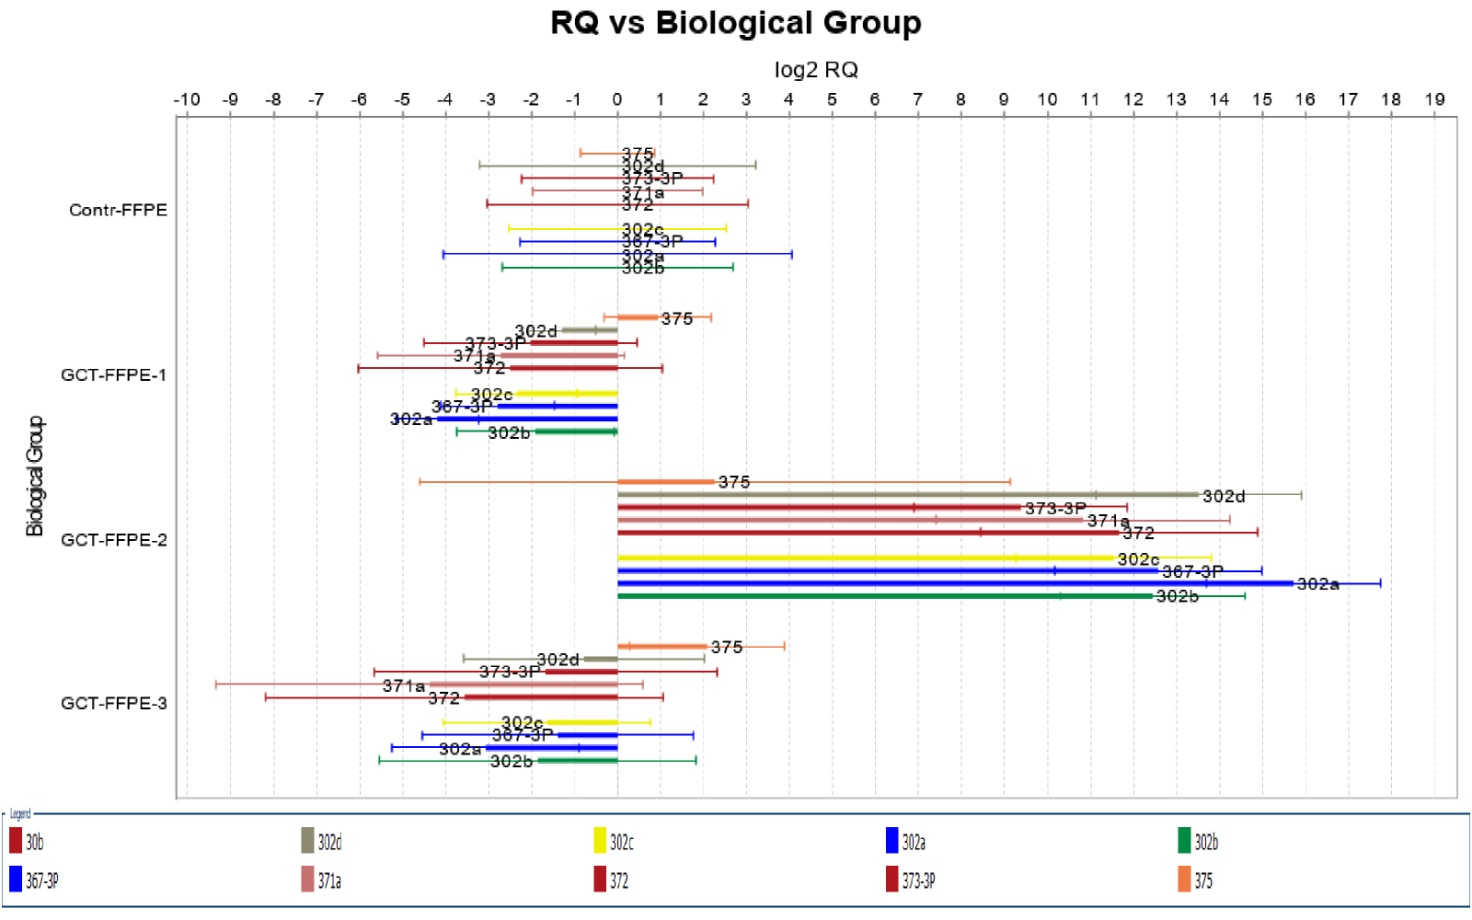 RQ vs Biological Group
log2 RQ
-10 -9 -8 -7 -6 -5 -4 -3 -2 -1 0 1 2 3 4 5 6 7 8 9 10 11 12 13 14 15 16 17 18 19
Biological Group
Contr-FFPE
375
302d
373-3P
371a
372
302c
367-3P
302a
302b
GCT-FFPE-1
375
302d
373-3P
371a
372
302c
367-3P
302a
302b
GCT-FFPE-2
375
302d
373-3P
371a
372
302c
367-3P
302a
302b
GCT-FFPE-3
375
302d
373-3P
371a
372
302c
367-3P
302a
302b
Legend
30b 302d 302c 302a 302b
367-3P 371a 372 373-3P 375